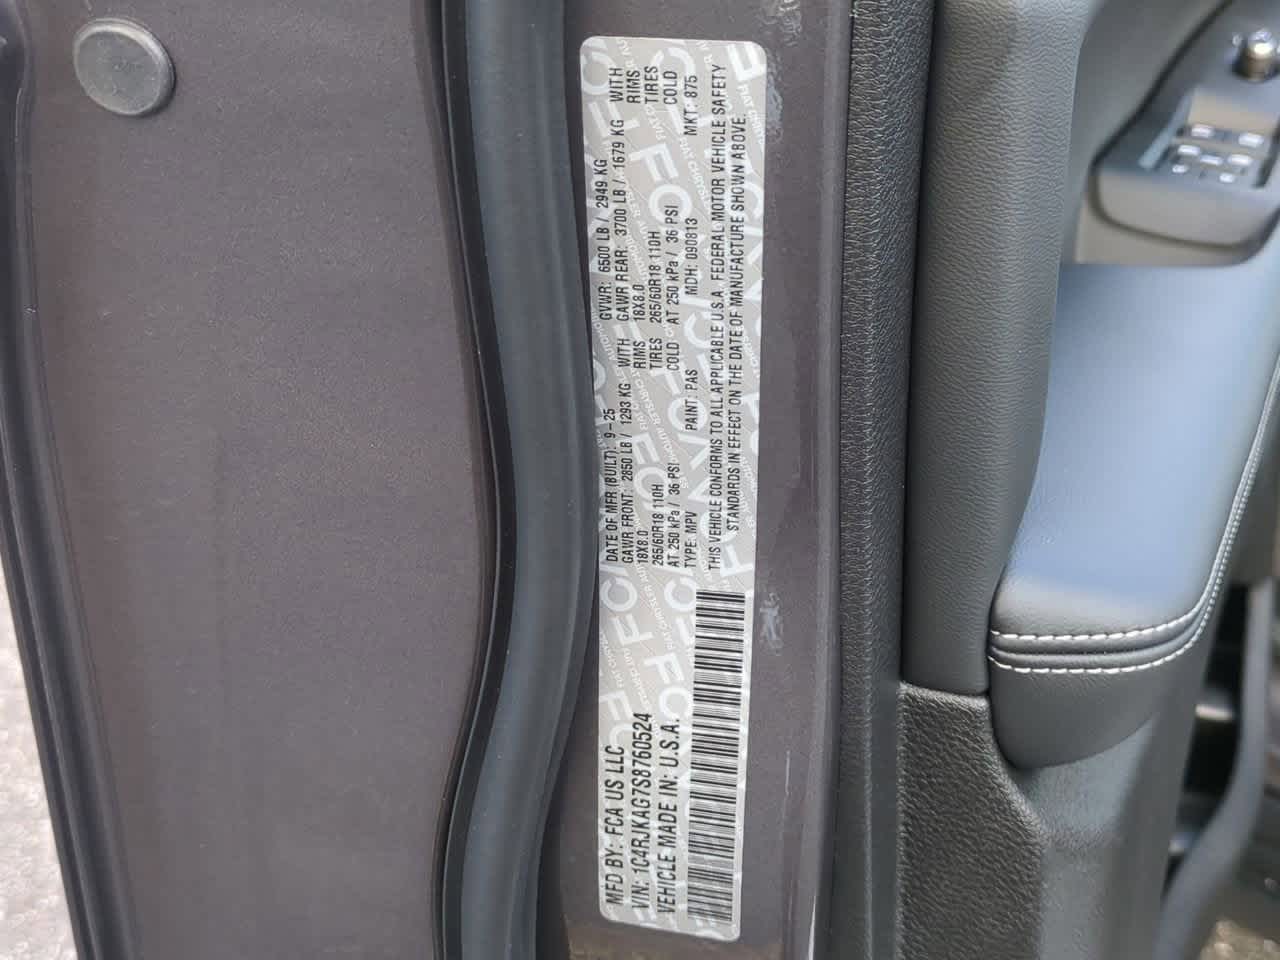 MFD BY: FCA US LLC
VIN: 1C4RJKAG7S8760524
VEHICLE MADE IN: U.S.A.
DATE OF MFR (BUILT): 9-25 GVWR: 6500 LB / 2949 KG
GAWR FRONT: 2850 LB / 1293 KG WITH GAWR REAR: 3700 LB / 1679 KG WITH
18X8.0 RIMS 18X8.0 RIMS
265/60R18 110H TIRES 265/60R18 110H TIRES
AT 250 kPa / 36 PSI COLD AT 250 kPa / 36 PSI COLD
TYPE: MPV PAINT: PAS MDH: 090813 MKT: 875
THIS VEHICLE CONFORMS TO ALL APPLICABLE U.S.A. FEDERAL MOTOR VEHICLE SAFETY
STANDARDS IN EFFECT ON THE DATE OF MANUFACTURE SHOWN ABOVE.